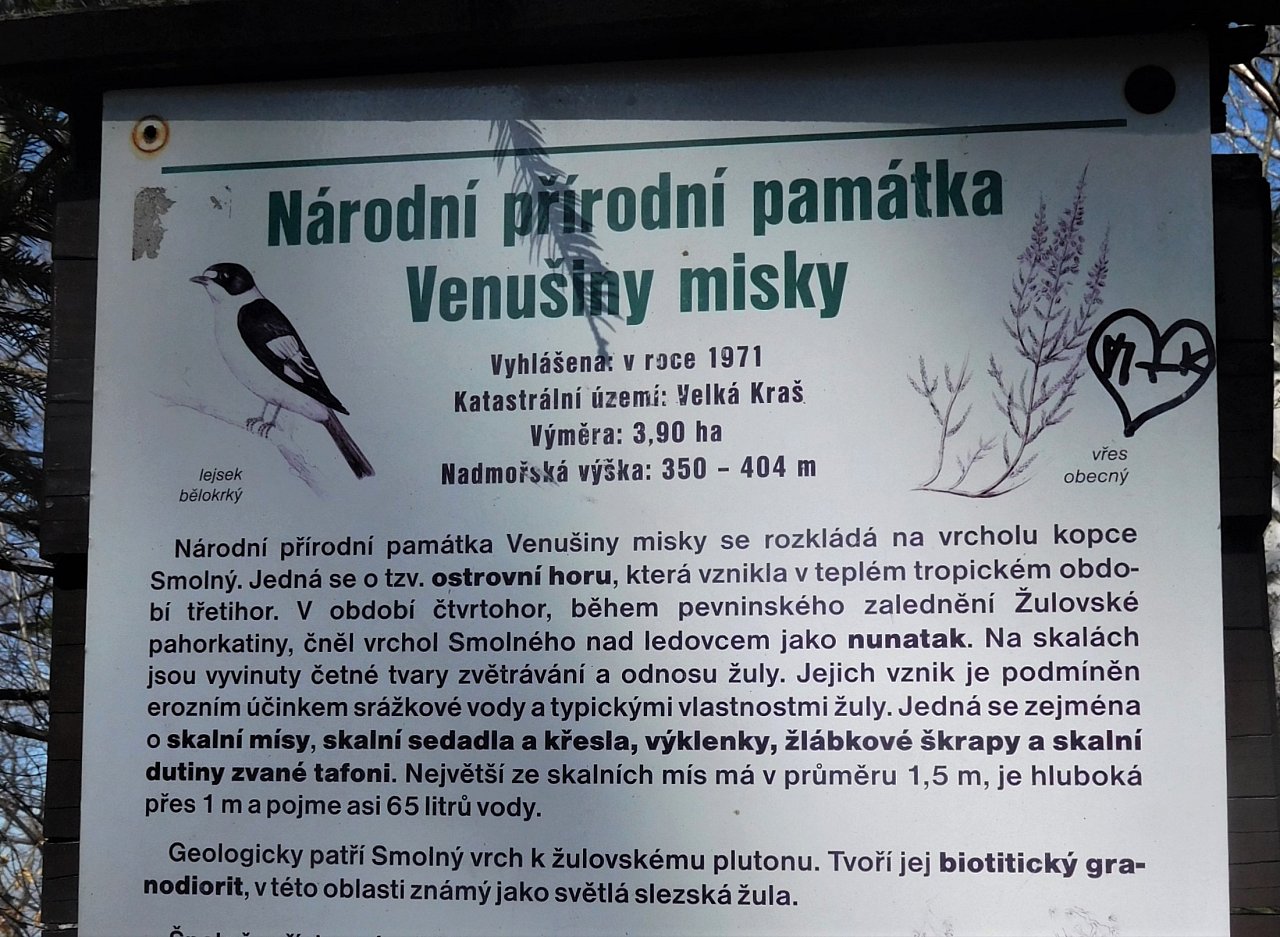 Národní přírodní památka
Venušiny misky
Vyhlášena: v roce 1971
Katastrální území: Velká Kraš
Výměra: 3,90 ha
Nadmořská výška: 350 – 404 m
lejsek
bělokrký
vřes
obecný
Národní přírodní památka Venušiny misky se rozkládá na vrcholu kopce
Smolný. Jedná se o tzv. ostrovní horu, která vznikla v teplém tropickém obdo-
bí třetihor. V období čtvrtohor, během pevninského zalednění Žulovské
pahorkatiny, čněl vrchol Smolného nad ledovcem jako nunatak. Na skalách
jsou vyvinuty četné tvary zvětrávání a odnosu žuly. Jejich vznik je podmíněn
erozním účinkem srážkové vody a typickými vlastnostmi žuly. Jedná se zejména
o skalní mísy, skalní sedadla a křesla, výklenky, žlábkové škrapy a skalní
dutiny zvané tafoni. Největší ze skalních mís má v průměru 1,5 m, je hluboká
přes 1 m a pojme asi 65 litrů vody.
Geologicky patří Smolný vrch k žulovskému plutonu. Tvoří jej biotitický gra-
nodiorit, v této oblasti známý jako světlá slezská žula.